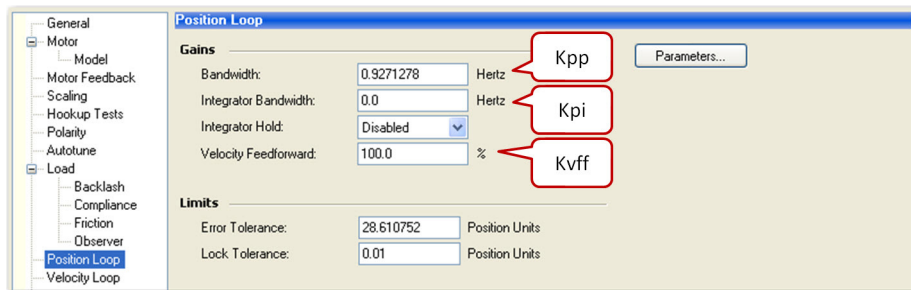 General
Motor
Model
Motor Feedback
Scaling
Hookup Tests
Polarity
Autotune
Load
Backlash
Compliance
Friction
Observer
Position Loop
Velocity Loop
Position Loop
Gains
Bandwidth: 0.9271278 Hertz Kpp
Parameters...
Integrator Bandwidth: 0.0 Hertz Kpi
Integrator Hold: Disabled
Velocity Feedforward: 100.0 % Kvff
Limits
Error Tolerance: 28.610752 Position Units
Lock Tolerance: 0.01 Position Units